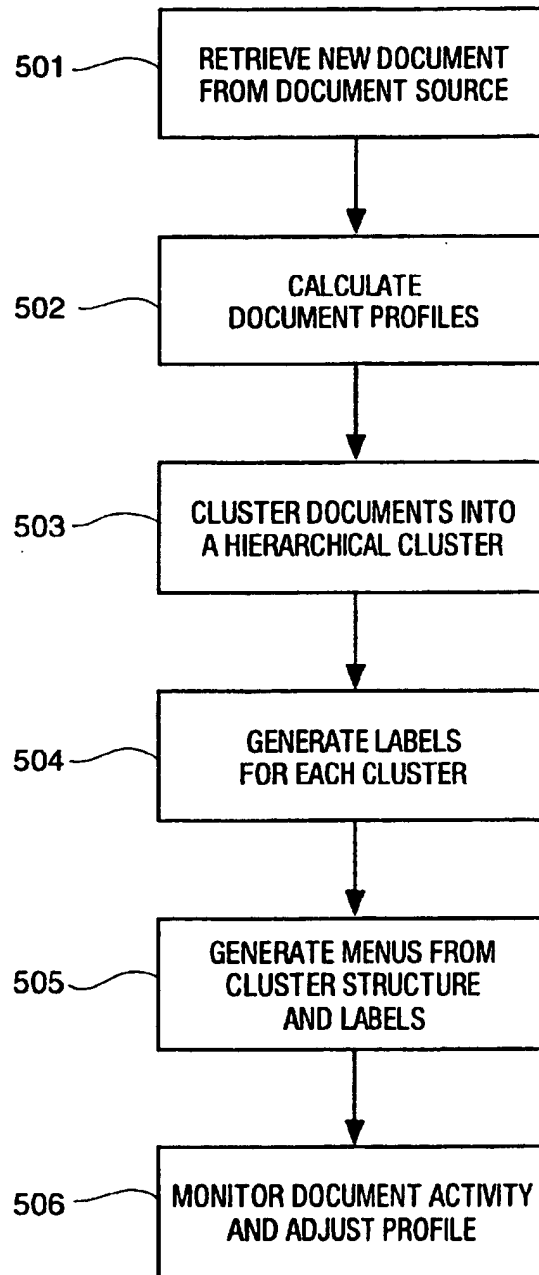 501
RETRIEVE NEW DOCUMENT
FROM DOCUMENT SOURCE
502
CALCULATE
DOCUMENT PROFILES
503
CLUSTER DOCUMENTS INTO
A HIERARCHICAL CLUSTER
504
GENERATE LABELS
FOR EACH CLUSTER
505
GENERATE MENUS FROM
CLUSTER STRUCTURE
AND LABELS
506
MONITOR DOCUMENT ACTIVITY
AND ADJUST PROFILE